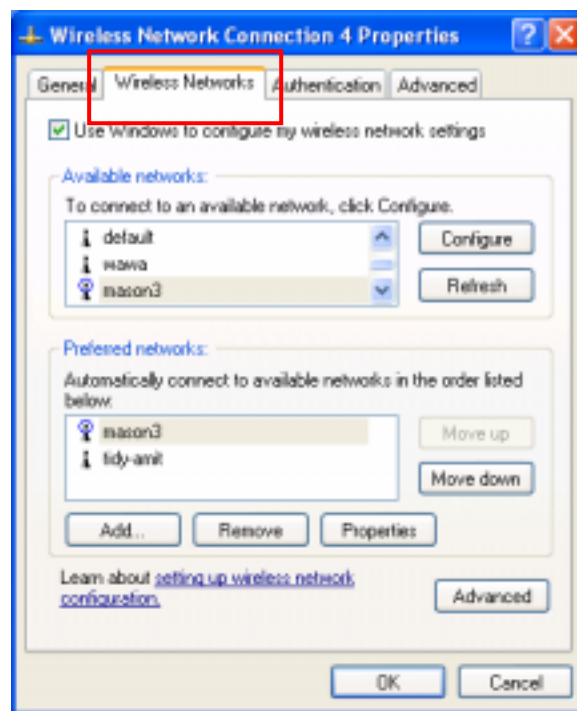 Wireless Network Connection 4 Properties
General Wireless Networks Authentication Advanced
Use Windows to configure my wireless network settings
Available networks:
To connect to an available network, click Configure.
default
Configure
wawa
mason3
Refresh
Preferred networks:
Automatically connect to available networks in the order listed
below:
mason3
Move up
tidy-amit
Move down
Add... Remove Properties
Learn about setting up wireless network
configuration.
Advanced
OK Cancel